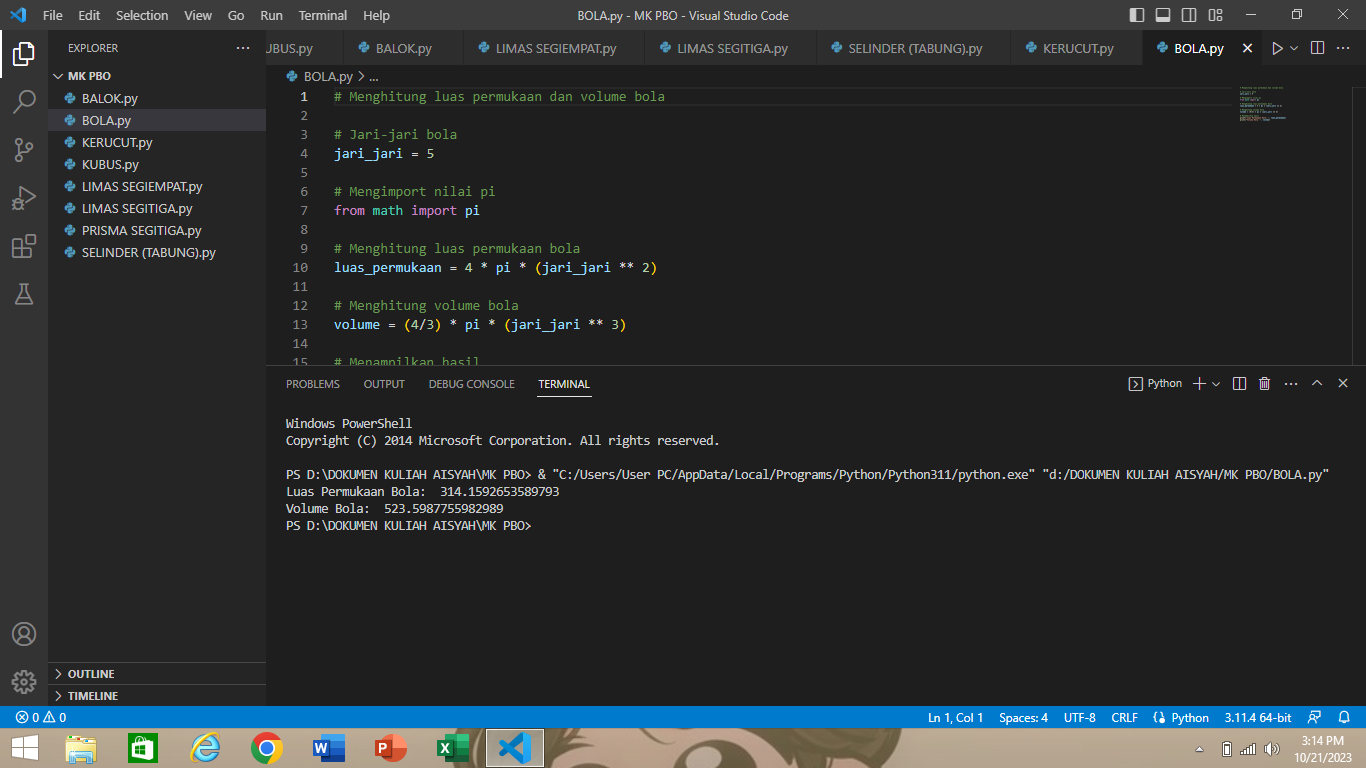 File Edit Selection View Go Run Terminal Help
BOLA.py - MK PBO - Visual Studio Code
EXPLORER
MK PBO
BALOK.py
BOLA.py
KERUCUT.py
KUBUS.py
LIMAS SEGIEMPAT.py
LIMAS SEGITIGA.py
PRISMA SEGITIGA.py
SELINDER (TABUNG).py
OUTLINE
TIMELINE
UBUS.py BALOK.py LIMAS SEGIEMPAT.py LIMAS SEGITIGA.py SELINDER (TABUNG).py KERUCUT.py BOLA.py
BOLA.py > ...
1 # Menghitung luas permukaan dan volume bola
2
3 # Jari-jari bola
4 jari_jari = 5
5
6 # Mengimport nilai pi
7 from math import pi
8
9 # Menghitung luas permukaan bola
10 luas_permukaan = 4 * pi * (jari_jari ** 2)
11
12 # Menghitung volume bola
13 volume = (4/3) * pi * (jari_jari ** 3)
14
15 # Menampilkan hasil
PROBLEMS OUTPUT DEBUG CONSOLE TERMINAL
Python
Windows PowerShell
Copyright (C) 2014 Microsoft Corporation. All rights reserved.
PS D:\DOKUMEN KULIAH AISYAH\MK PBO> & "C:/Users/User PC/AppData/Local/Programs/Python/Python311/python.exe" "d:/DOKUMEN KULIAH AISYAH/MK PBO/BOLA.py"
Luas Permukaan Bola:  314.1592653589793
Volume Bola:  523.5987755982989
PS D:\DOKUMEN KULIAH AISYAH\MK PBO>
0 0
Ln 1, Col 1 Spaces: 4 UTF-8 CRLF Python 3.11.4 64-bit
3:14 PM
10/21/2023